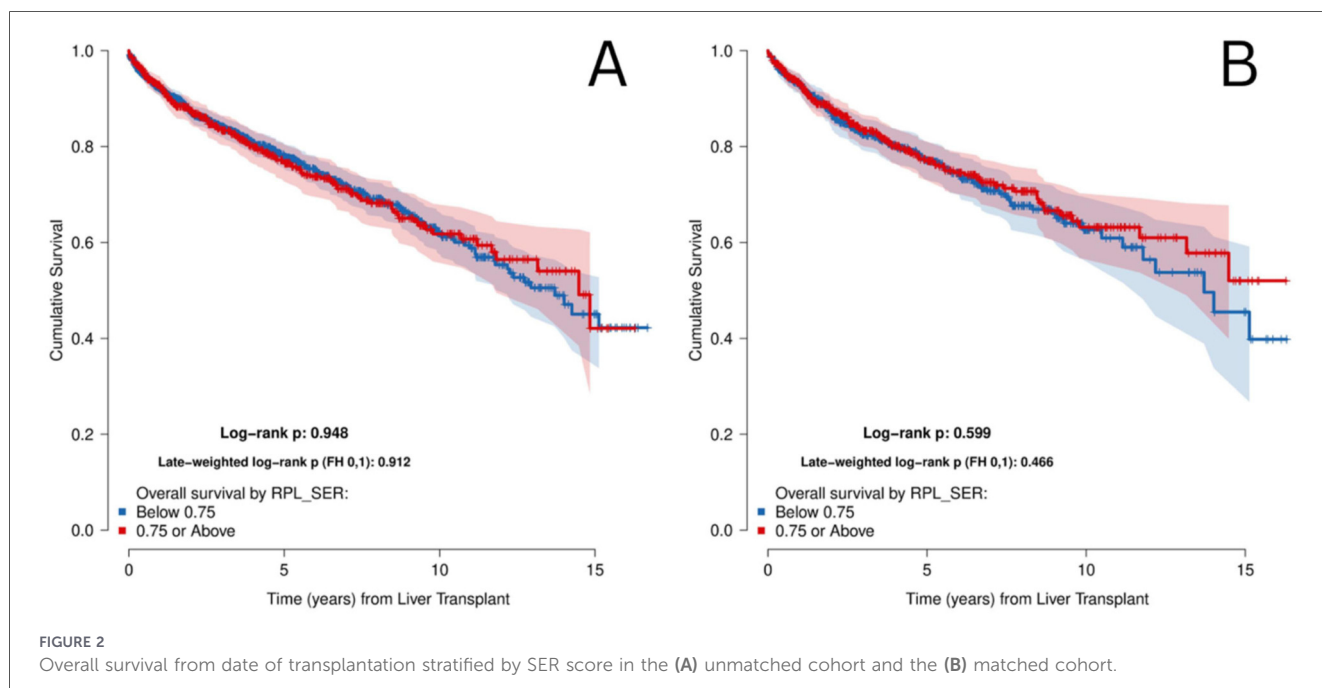 A
1.0
0.8
0.6
0.4
0.2
0.0
Cumulative Survival
Log-rank p: 0.948
Late-weighted log-rank p (FH 0,1): 0.912
Overall survival by RPL_SER:
Below 0.75
0.75 or Above
0 5 10 15
Time (years) from Liver Transplant
B
1.0
0.8
0.6
0.4
0.2
0.0
Cumulative Survival
Log-rank p: 0.599
Late-weighted log-rank p (FH 0,1): 0.466
Overall survival by RPL_SER:
Below 0.75
0.75 or Above
0 5 10 15
Time (years) from Liver Transplant
FIGURE 2
Overall survival from date of transplantation stratified by SER score in the (A) unmatched cohort and the (B) matched cohort.